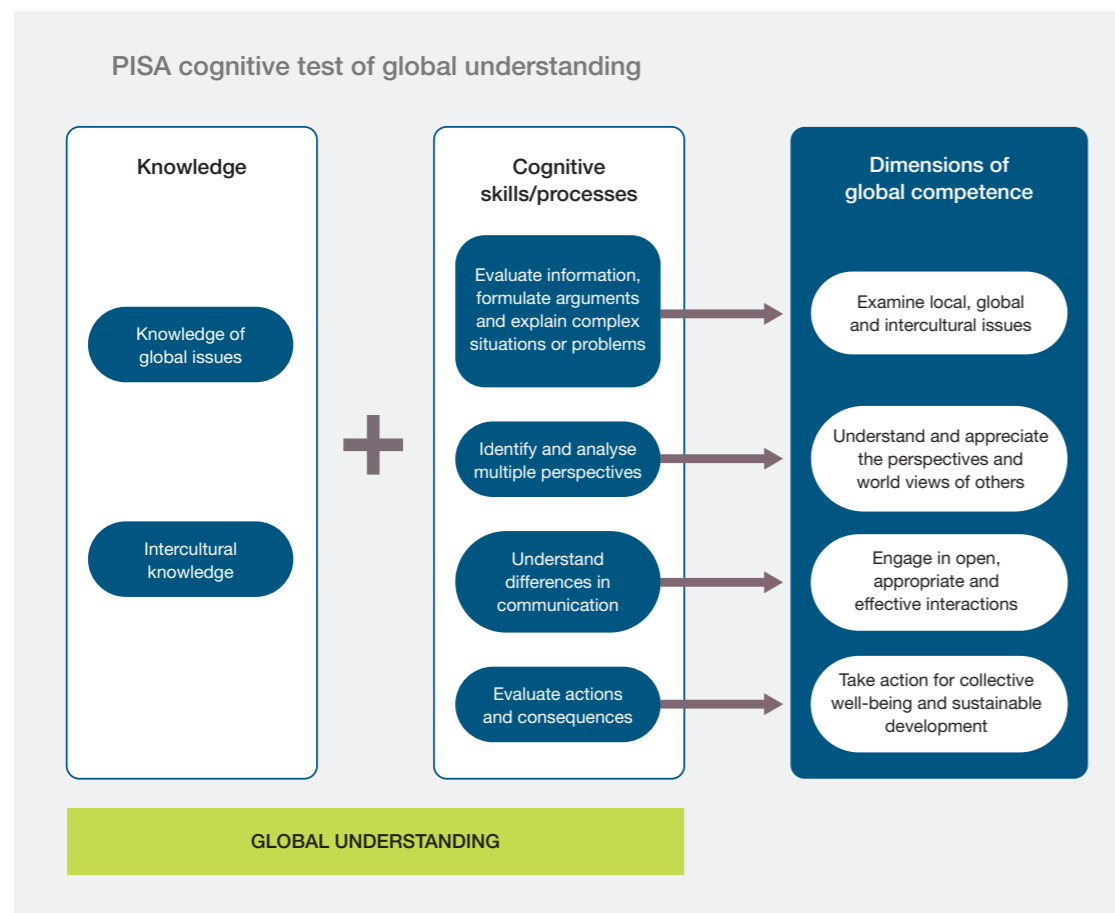 PISA cognitive test of global understanding
Knowledge
Knowledge of
global issues
Intercultural
knowledge
Cognitive
skills/processes
Evaluate information,
formulate arguments
and explain complex
situations or problems
Identify and analyse
multiple perspectives
Understand
differences in
communication
Evaluate actions
and consequences
Dimensions of
global competence
Examine local, global
and intercultural issues
Understand and appreciate
the perspectives and
world views of others
Engage in open,
appropriate and
effective interactions
Take action for collective
well-being and sustainable
development
GLOBAL UNDERSTANDING